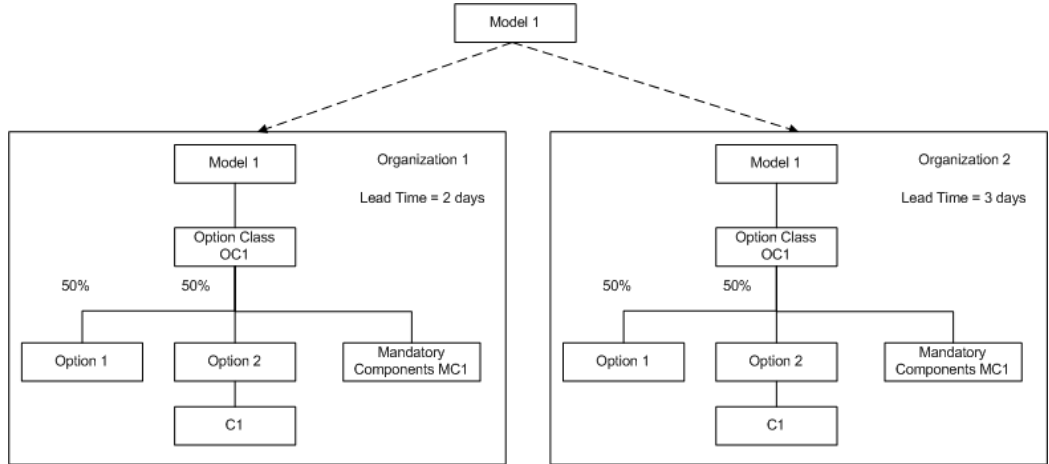 Model 1
Model 1
Organization 1
Lead Time = 2 days
Option Class
OC1
50%
50%
Option 1
Option 2
Mandatory
Components MC1
C1
Model 1
Organization 2
Lead Time = 3 days
Option Class
OC1
50%
50%
Option 1
Option 2
Mandatory
Components MC1
C1